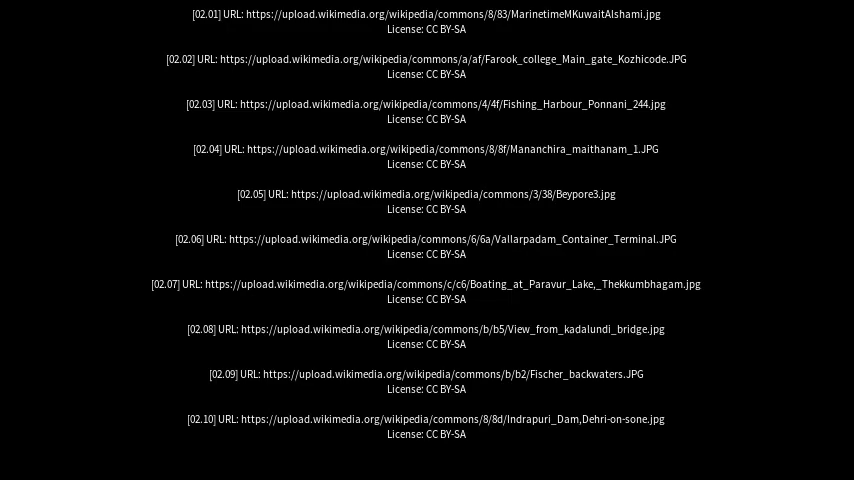 [02.01] URL: https://upload.wikimedia.org/wikipedia/commons/8/83/MarinetimeMKuwaitAlshami.jpg
License: CC BY-SA
[02.02] URL: https://upload.wikimedia.org/wikipedia/commons/a/af/Farook_college_Main_gate_Kozhicode.JPG
License: CC BY-SA
[02.03] URL: https://upload.wikimedia.org/wikipedia/commons/4/4f/Fishing_Harbour_Ponnani_244.jpg
License: CC BY-SA
[02.04] URL: https://upload.wikimedia.org/wikipedia/commons/8/8f/Mananchira_maithanam_1.JPG
License: CC BY-SA
[02.05] URL: https://upload.wikimedia.org/wikipedia/commons/3/38/Beypore3.jpg
License: CC BY-SA
[02.06] URL: https://upload.wikimedia.org/wikipedia/commons/6/6a/Vallarpadam_Container_Terminal.JPG
License: CC BY-SA
[02.07] URL: https://upload.wikimedia.org/wikipedia/commons/c/c6/Boating_at_Paravur_Lake,_Thekkumbhagam.jpg
License: CC BY-SA
[02.08] URL: https://upload.wikimedia.org/wikipedia/commons/b/b5/View_from_kadalundi_bridge.jpg
License: CC BY-SA
[02.09] URL: https://upload.wikimedia.org/wikipedia/commons/b/b2/Fischer_backwaters.JPG
License: CC BY-SA
[02.10] URL: https://upload.wikimedia.org/wikipedia/commons/8/8d/Indrapuri_Dam,Dehri-on-sone.jpg
License: CC BY-SA